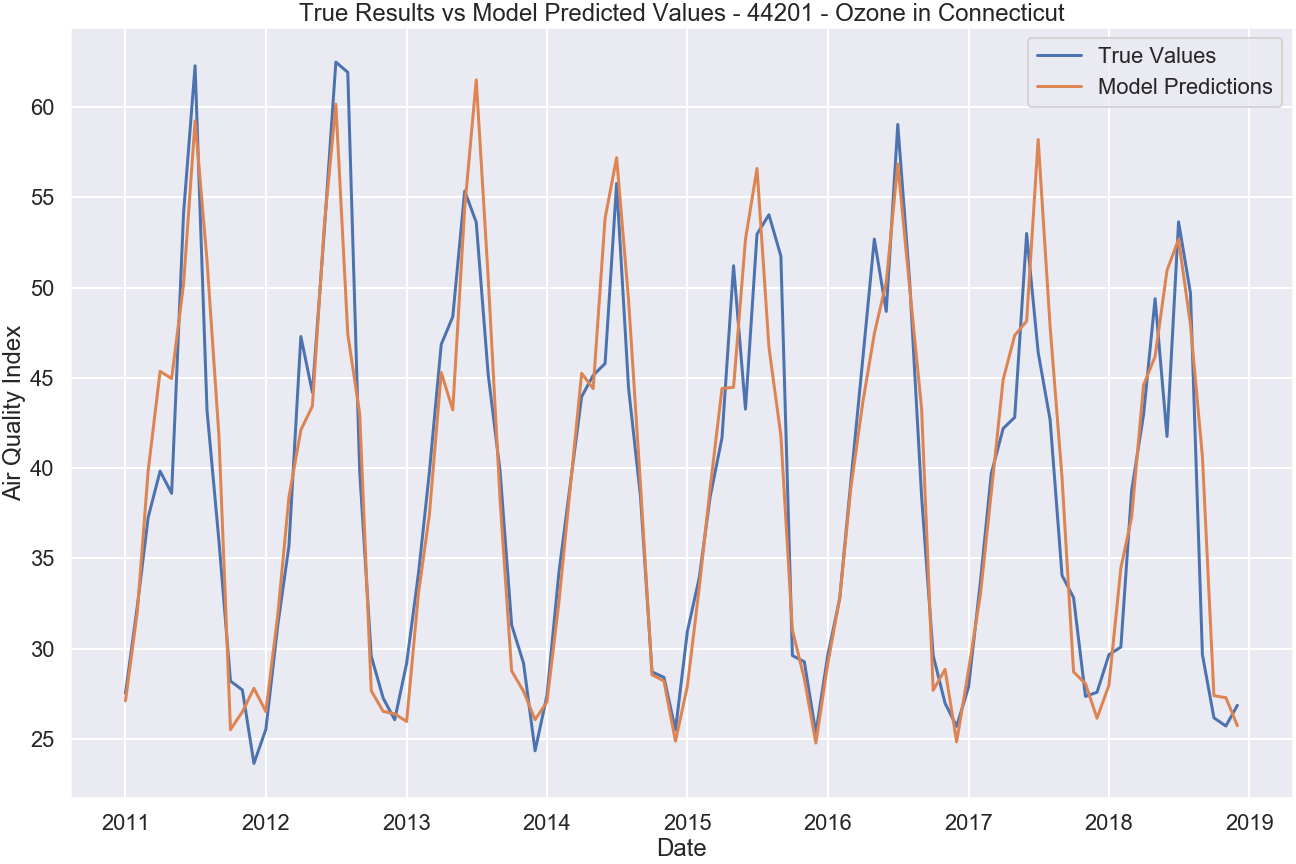 True Results vs Model Predicted Values - 44201 - Ozone in Connecticut
True Values
Model Predictions
Air Quality Index
60
55
50
45
40
35
30
25
2011 2012 2013 2014 2015 2016 2017 2018 2019
Date